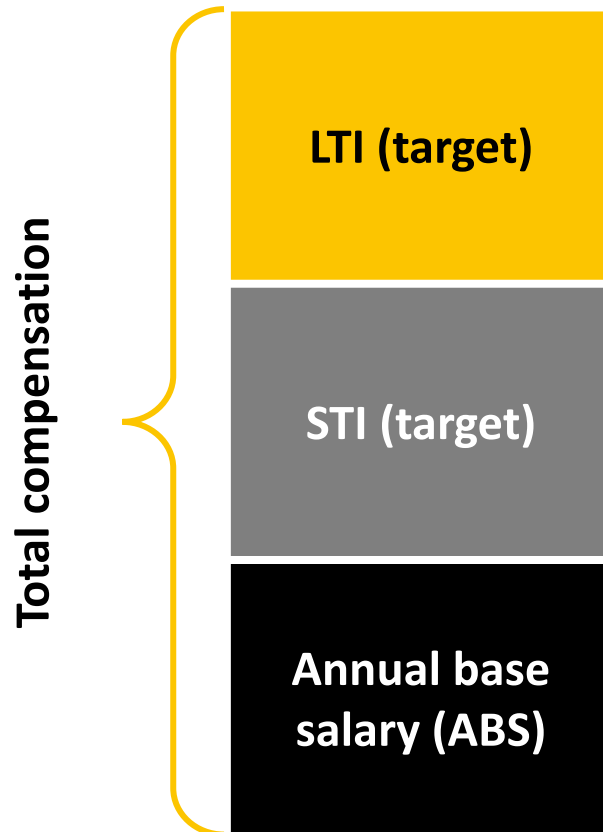 Total compensation
LTI (target)
STI (target)
Annual base
salary (ABS)